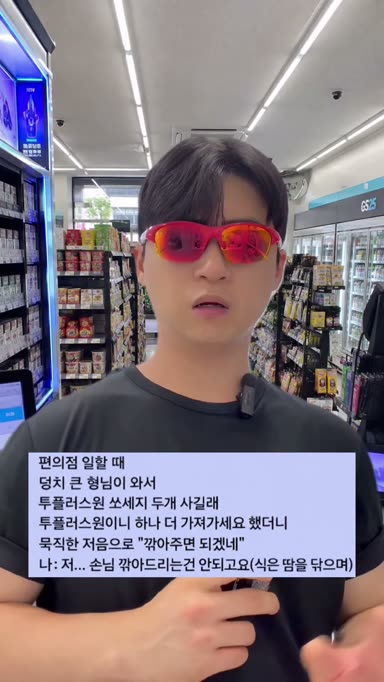 GS25
편의점 일할 때
덩치 큰 형님이 와서
투플러스원 쏘세지 두개 사길래
투플러스원이니 하나 더 가져가세요 했더니
묵직한 저음으로 "깎아주면 되겠네"
나: 저... 손님 깎아드리는건 안되고요(식은 땀을 닦으며)